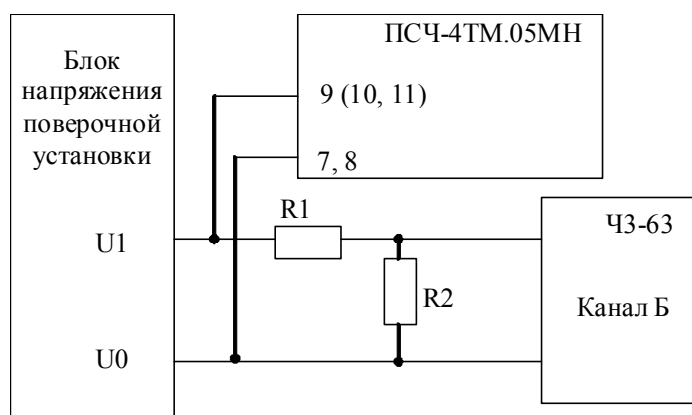 Блок
напряжения
поверочной
установки
U1
U0
ПСЧ-4ТМ.05МН
9 (10, 11)
7, 8
R1
R2
Ч3-63
Канал Б